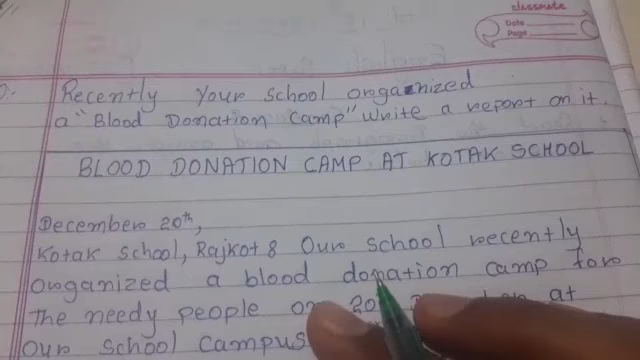 classmate
Date
Page
Recently Your school organized
a "Blood Donation Camp" write a report on it.
BLOOD DONATION CAMP AT KOTAK SCHOOL
December 20th,
Kotak School, Rajkot : Our school recently
organized a blood donation camp for
the needy people on 20 at
our school campus